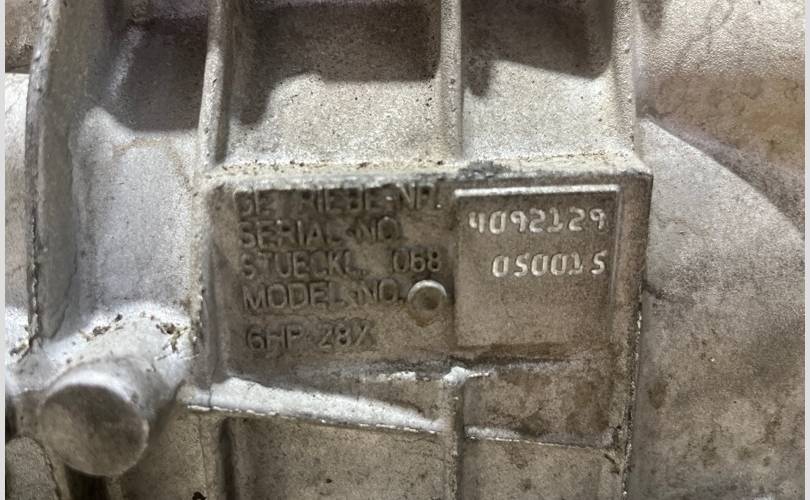 GETRIEBE-NR.
SERIAL-NO.
4092129
STUECKL. 068
050015
MODEL-NO.
6HP-28X